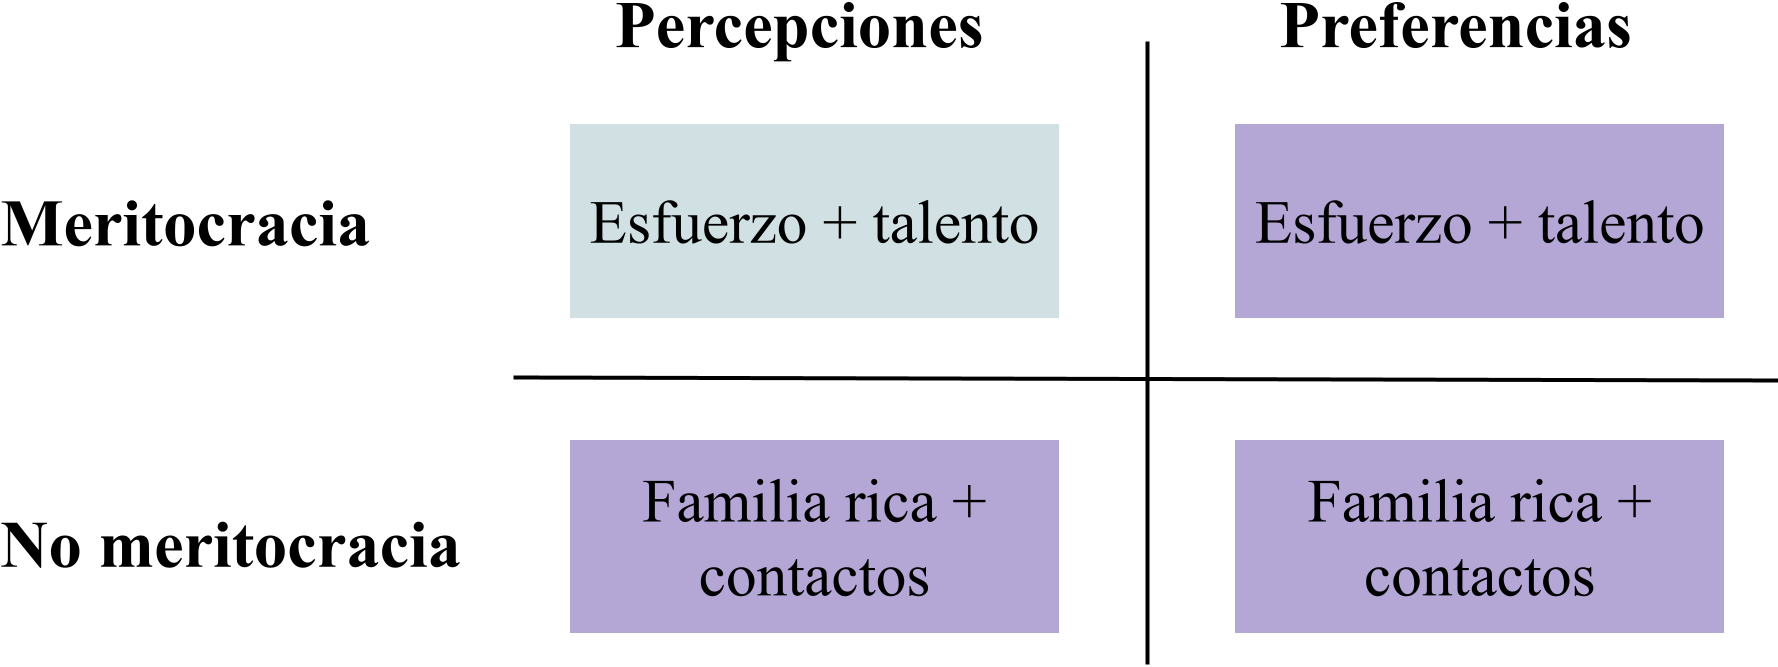 Percepciones
Preferencias
Meritocracia
Esfuerzo + talento
Esfuerzo + talento
No meritocracia
Familia rica +
contactos
Familia rica +
contactos